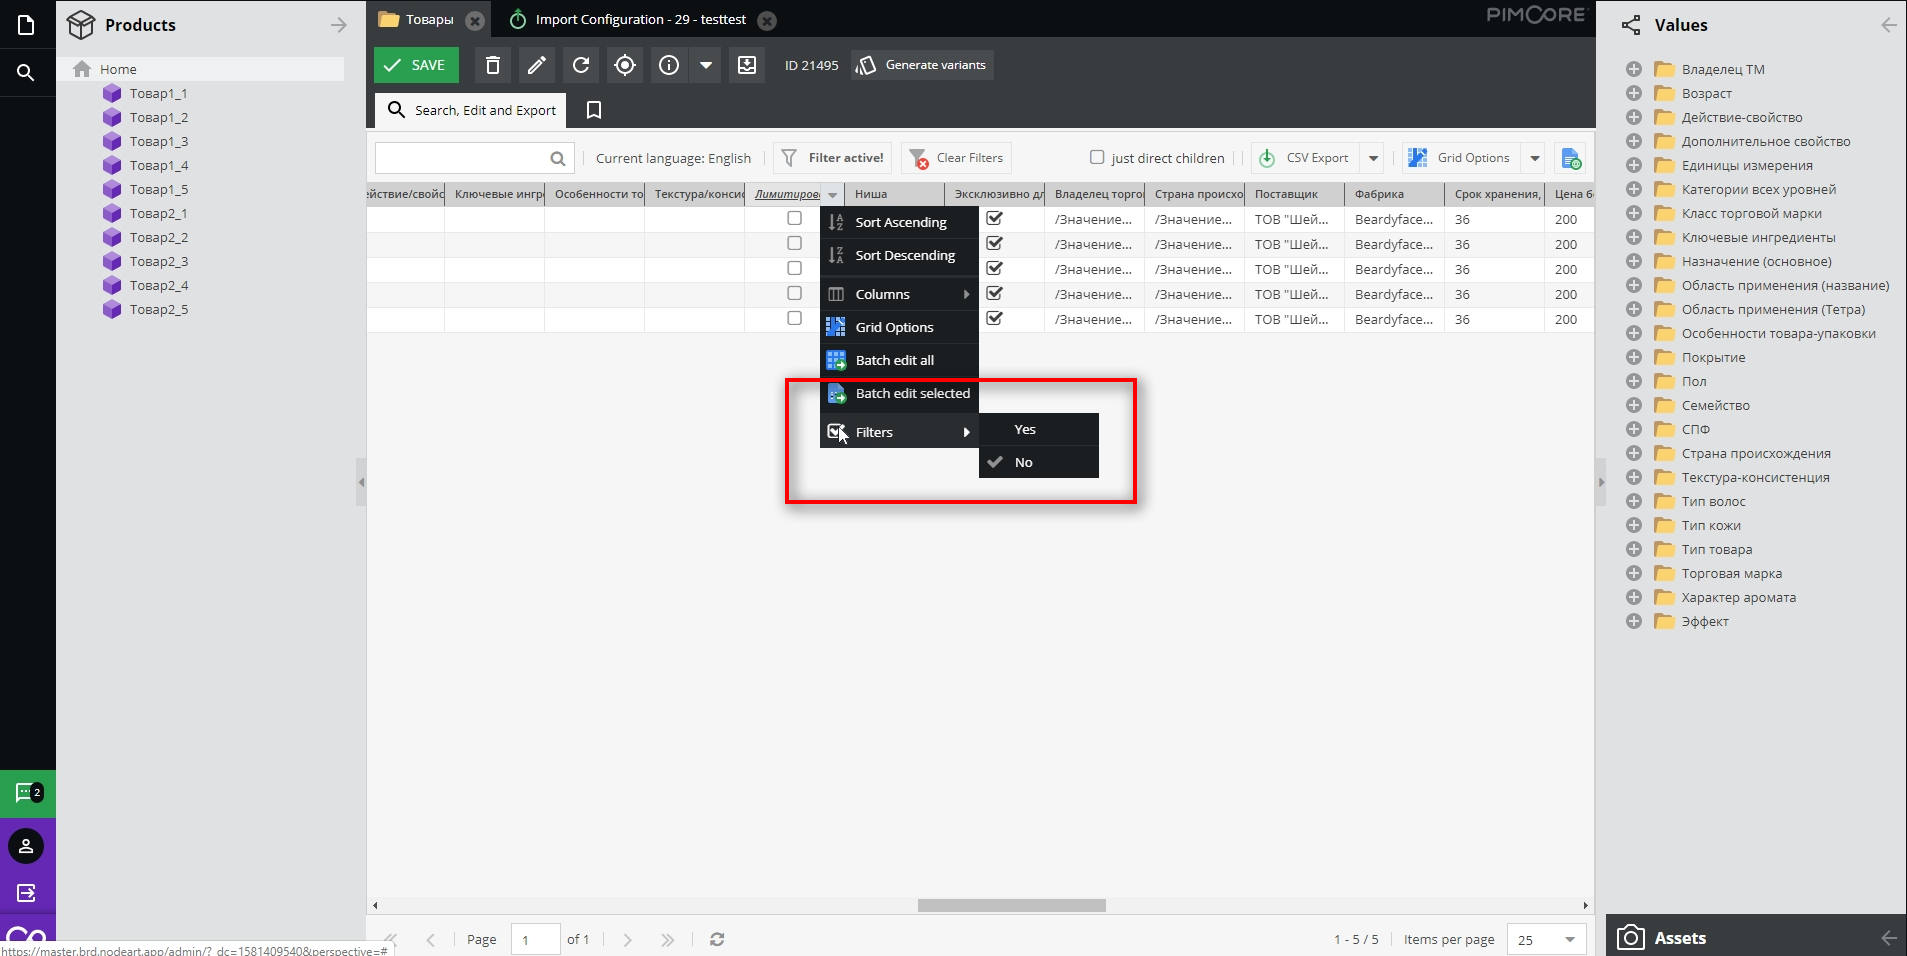 Products
Home
Товар1_1
Товар1_2
Товар1_3
Товар1_4
Товар1_5
Товар2_1
Товар2_2
Товар2_3
Товар2_4
Товар2_5
2
Товары
Import Configuration - 29 - testtest
PIMCORE
SAVE
ID 21495
Generate variants
Search, Edit and Export
Current language: English
Filter active!
Clear Filters
just direct children
CSV Export
Grid Options
ействие/свойс Ключевые ингр Особенности то Текстура/консис Лимитиров Ниша Эксклюзивно дл Владелец торго Страна происхо Поставщик Фабрика Срок хранения, Цена б
/Значение... /Значение... ТОВ "Шей... Beardyface... 36 200
/Значение... /Значение... ТОВ "Шей... Beardyface... 36 200
/Значение... /Значение... ТОВ "Шей... Beardyface... 36 200
/Значение... /Значение... ТОВ "Шей... Beardyface... 36 200
/Значение... /Значение... ТОВ "Шей... Beardyface... 36 200
Sort Ascending
Sort Descending
Columns
Grid Options
Batch edit all
Batch edit selected
Filters
Yes
No
Page 1 of 1
1 - 5 / 5
Items per page 25
https://master.brd.nodeart.app/admin/?_dc=1581409540&perspective=#
Values
Владелец ТМ
Возраст
Действие-свойство
Дополнительное свойство
Единицы измерения
Категории всех уровней
Класс торговой марки
Ключевые ингредиенты
Назначение (основное)
Область применения (название)
Область применения (Тетра)
Особенности товара-упаковки
Покрытие
Пол
Семейство
СПФ
Страна происхождения
Текстура-консистенция
Тип волос
Тип кожи
Тип товара
Торговая марка
Характер аромата
Эффект
Assets